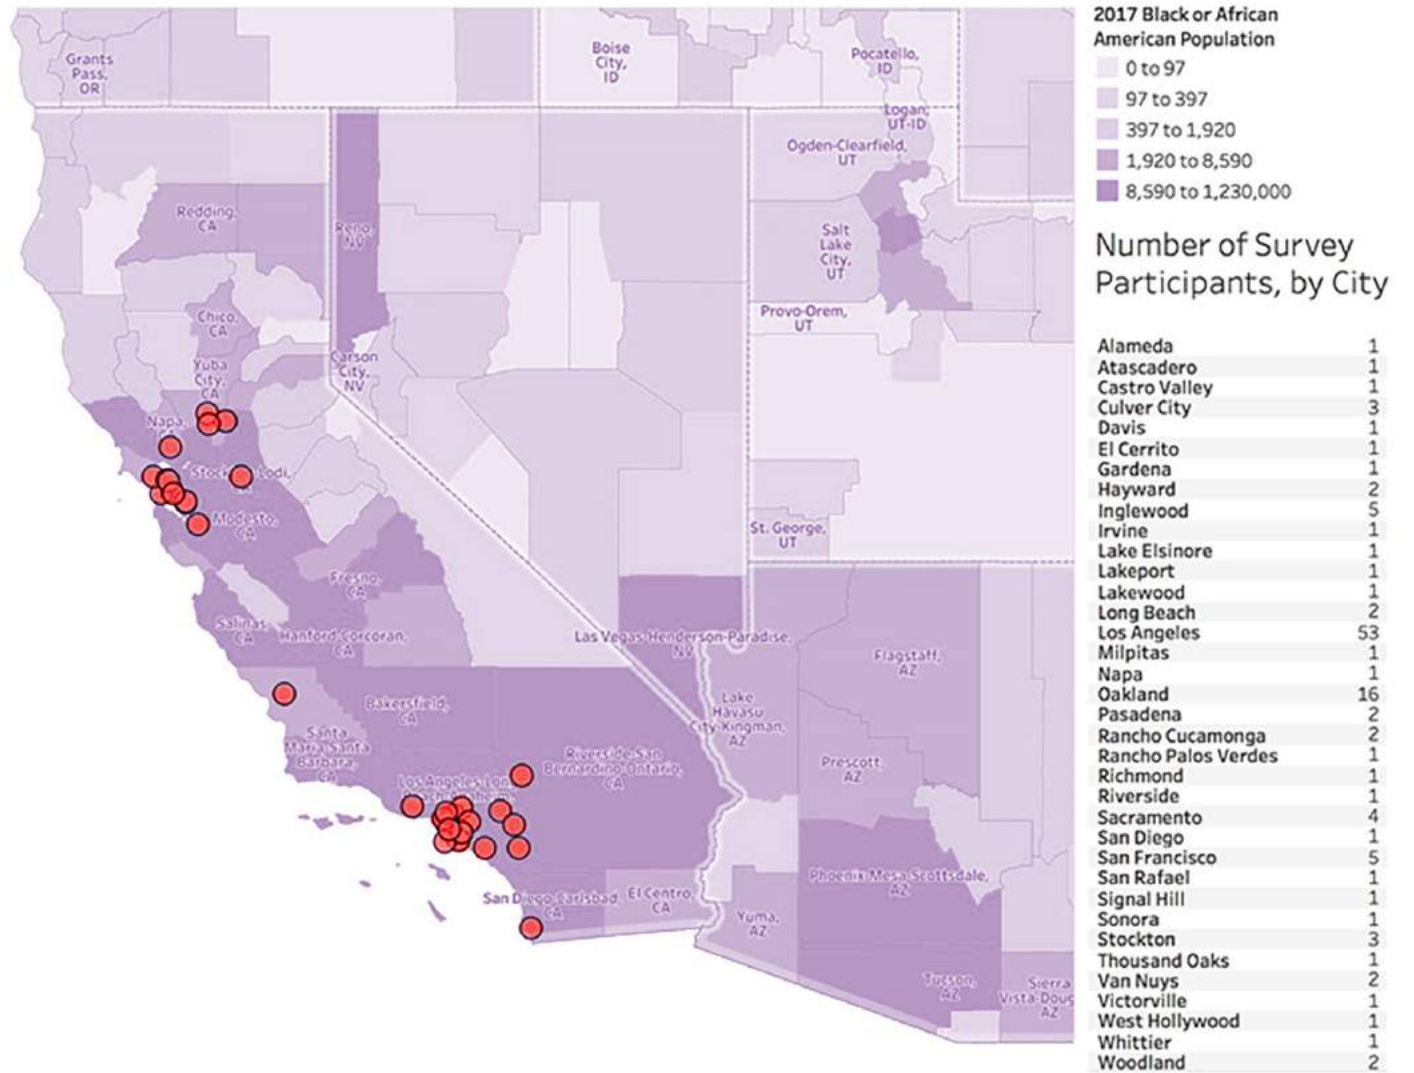 Grants
Pass,
OR
Boise
City,
ID
Pocatello,
ID
Logan,
UT-ID
Ogden-Clearfield,
UT
Redding,
CA
Reno,
NV
Salt
Lake
City,
UT
Chico,
CA
Provo-Orem,
UT
Carson
City,
NV
Yuba
City,
CA
Napa,
Lodi,
Modesto,
CA
St. George,
UT
Fresno,
CA
Salinas,
CA
Hanford-Corcoran,
CA
Las Vegas-Henderson-Paradise,
NV
Flagstaff,
AZ
Lake
Havasu
City-Kingman,
AZ
Bakersfield,
CA
Santa
Maria-Santa
Barbara,
CA
Riverside-San
Bernardino-Ontario,
CA
Prescott,
AZ
Phoenix-Mesa-Scottsdale,
AZ
San Diego-Carlsbad,
CA
El Centro,
CA
Yuma,
AZ
Tucson,
AZ
Sierra
Vista-Doug
AZ
2017 Black or African
American Population
0 to 97
97 to 397
397 to 1,920
1,920 to 8,590
8,590 to 1,230,000
Number of Survey
Participants, by City
Alameda 1
Atascadero 1
Castro Valley 1
Culver City 3
Davis 1
El Cerrito 1
Gardena 1
Hayward 2
Inglewood 5
Irvine 1
Lake Elsinore 1
Lakeport 1
Lakewood 1
Long Beach 2
Los Angeles 53
Milpitas 1
Napa 1
Oakland 16
Pasadena 2
Rancho Cucamonga 2
Rancho Palos Verdes 1
Richmond 1
Riverside 1
Sacramento 4
San Diego 1
San Francisco 5
San Rafael 1
Signal Hill 1
Sonora 1
Stockton 3
Thousand Oaks 1
Van Nuys 2
Victorville 1
West Hollywood 1
Whittier 1
Woodland 2